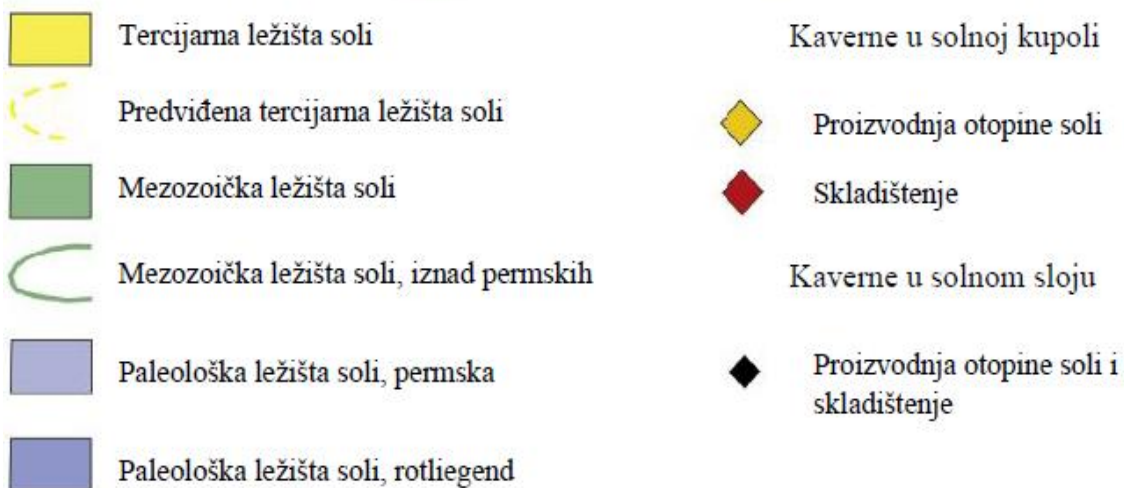 Tercijarna ležišta soli
Predviđena tercijarna ležišta soli
Mezozoička ležišta soli
Mezozoička ležišta soli, iznad permskih
Paleološka ležišta soli, permska
Paleološka ležišta soli, rotliegend
Kaverne u solnoj kupoli
Proizvodnja otopine soli
Skladištenje
Kaverne u solnom sloju
Proizvodnja otopine soli i
skladištenje